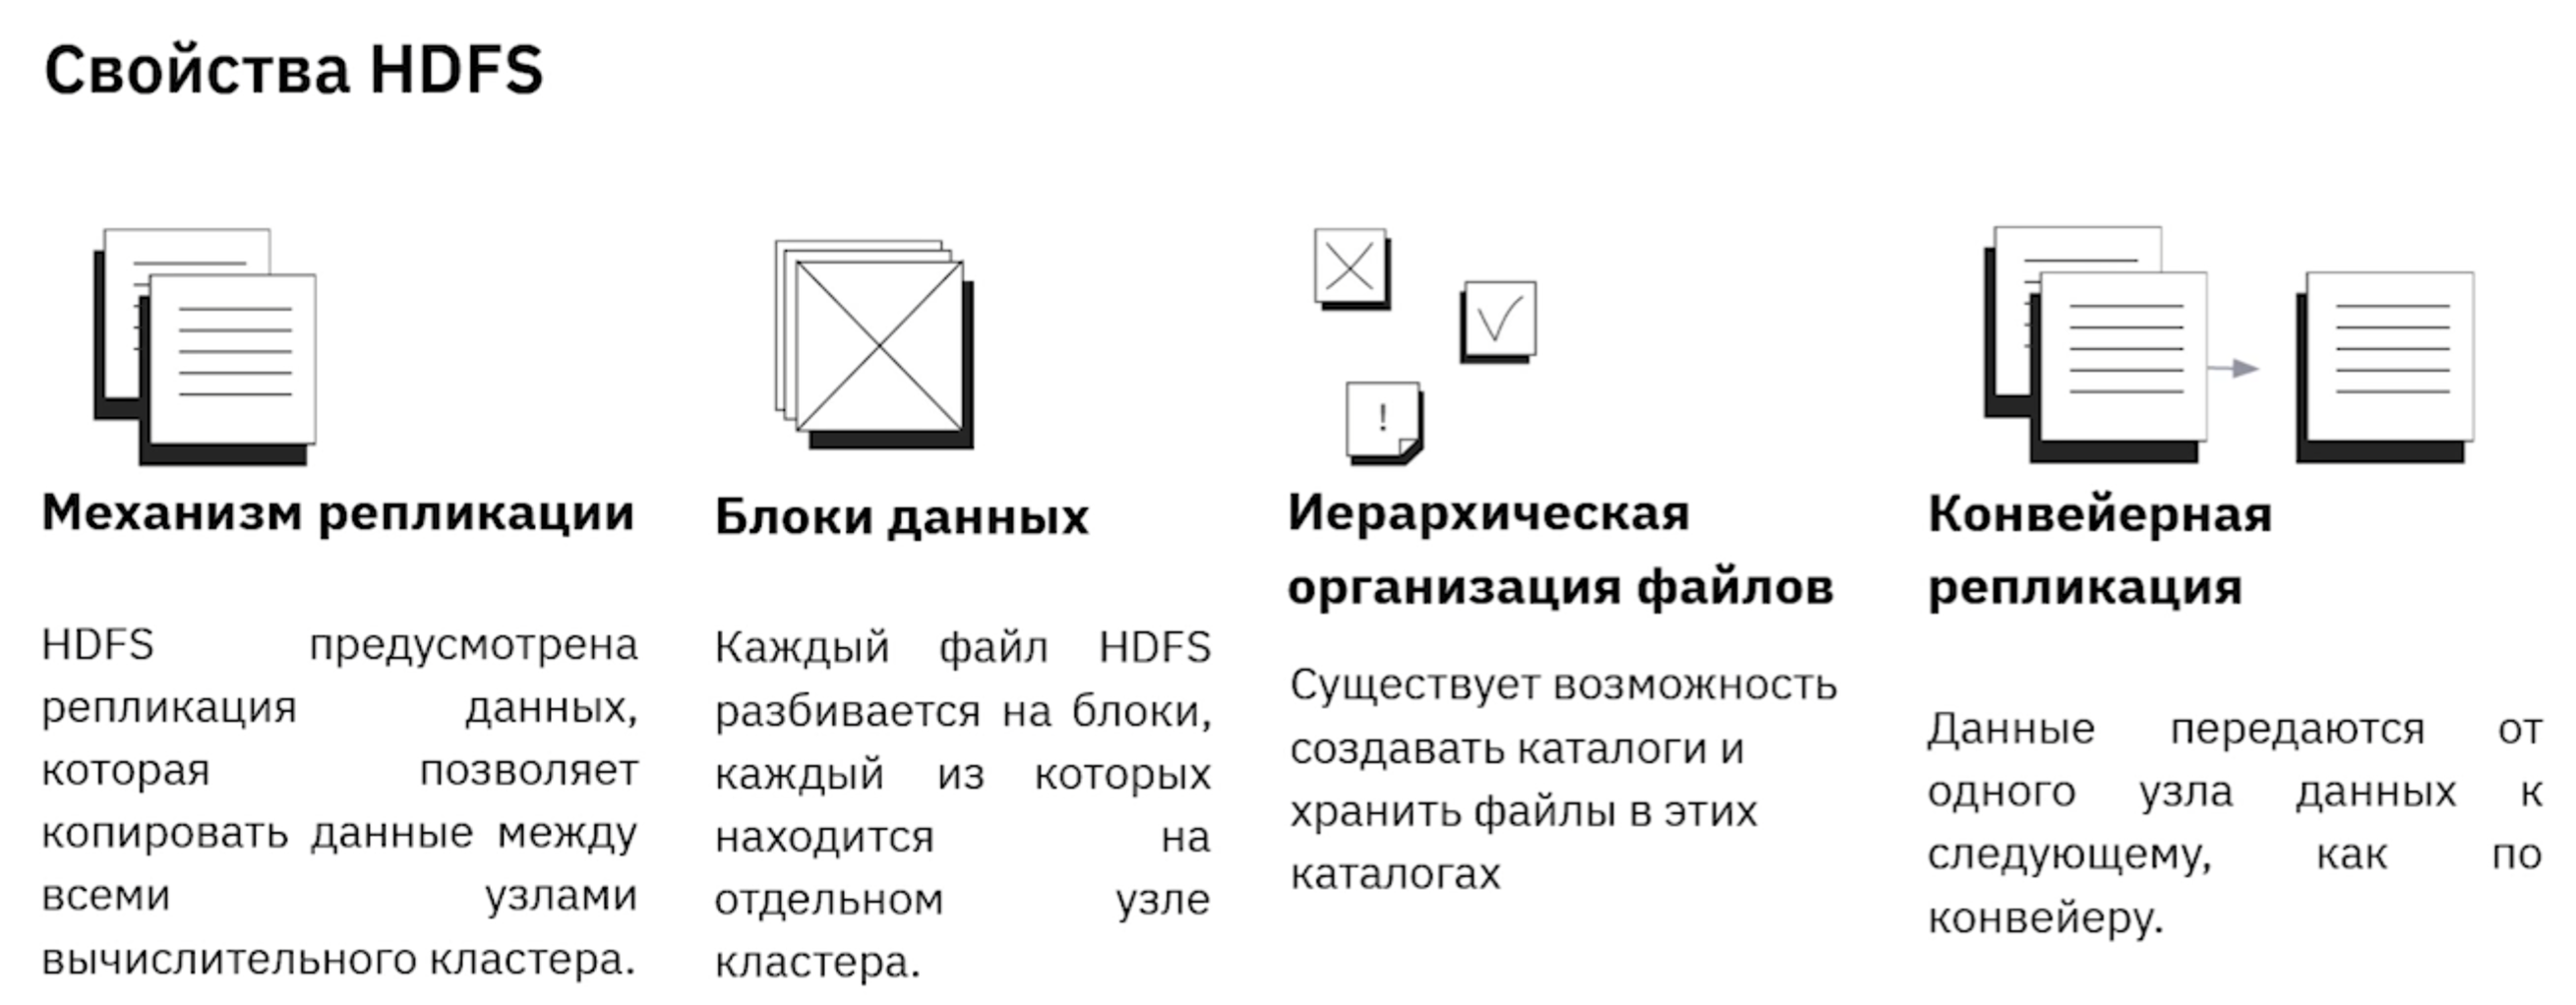 Свойства HDFS
Механизм репликации
HDFS предусмотрена
репликация данных,
которая позволяет
копировать данные между
всеми узлами
вычислительного кластера.
Блоки данных
Каждый файл HDFS
разбивается на блоки,
каждый из которых
находится на
отдельном узле
кластера.
!
Иерархическая
организация файлов
Существует возможность
создавать каталоги и
хранить файлы в этих
каталогах
Конвейерная
репликация
Данные передаются от
одного узла данных к
следующему, как по
конвейеру.